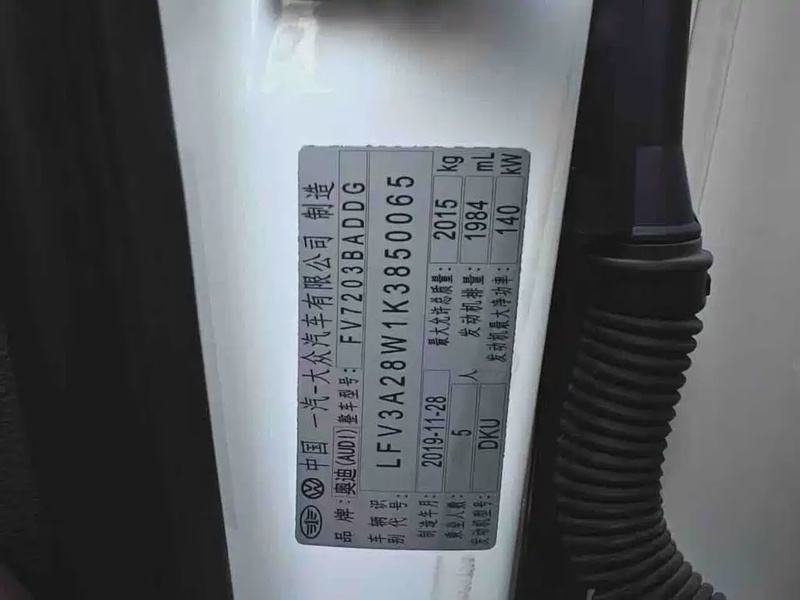 中国 一汽-大众汽车有限公司 制造
品 牌: 奥迪(AUDI) 整车型号: FV7203BADDG
车辆识别代号: LFV3A28W1K3850065
制造年月: 2019-11-28 最大允许总质量: 2015 kg
乘坐人数: 5 人 发动机排量: 1984 mL
发动机型号: DKU 发动机最大净功率: 140 kW